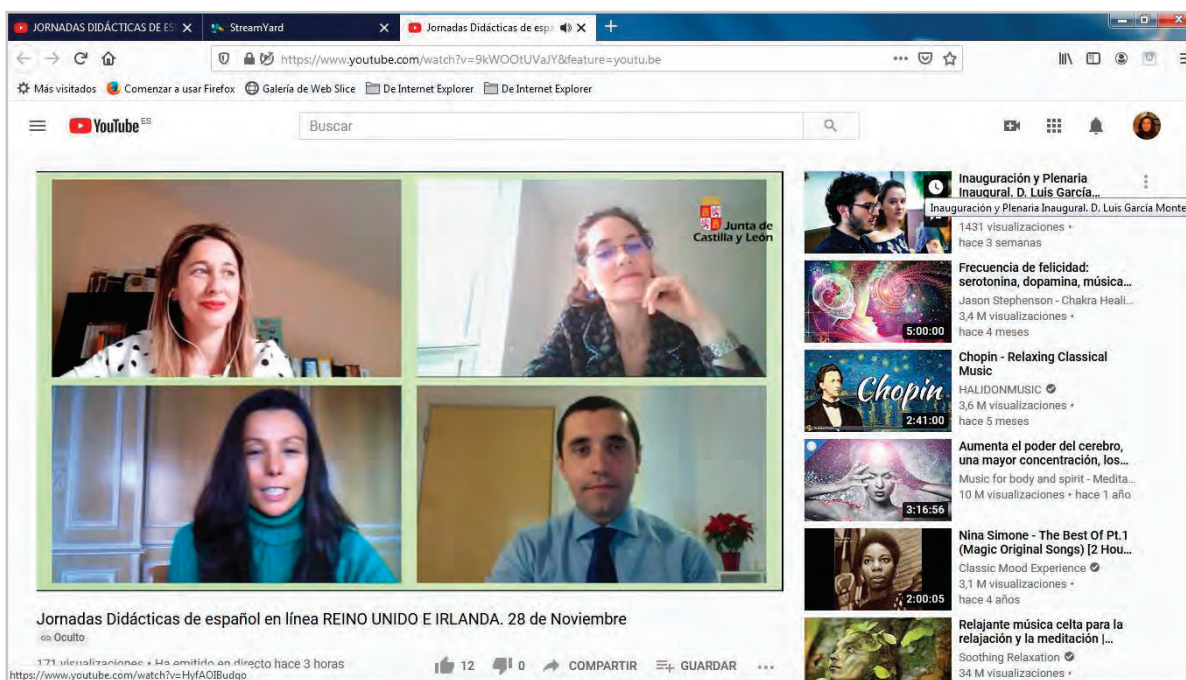 JORNADAS DIDÁCTICAS DE ES
StreamYard
Jornadas Didácticas de espa
https://www.youtube.com/watch?v=9kWOOtUVaJY&feature=youtu.be
Más visitados
Comenzar a usar Firefox
Galería de Web Slice
De Internet Explorer
De Internet Explorer
YouTube ES
Buscar
Junta de
Castilla y León
Jornadas Didácticas de español en línea REINO UNIDO E IRLANDA. 28 de Noviembre
Oculto
171 visualizaciones • Ha emitido en directo hace 3 horas
12
0
COMPARTIR
GUARDAR
https://www.youtube.com/watch?v=HyfAOIBudqo
Inauguración y Plenaria
Inaugural. D. Luis García...
Inauguración y Plenaria Inaugural. D. Luis García Monte
1431 visualizaciones •
hace 3 semanas
Frecuencia de felicidad:
serotonina, dopamina, música...
Jason Stephenson - Chakra Heali...
3,4 M visualizaciones •
hace 4 meses
5:00:00
Chopin - Relaxing Classical
Music
HALIDONMUSIC
3,6 M visualizaciones •
hace 5 meses
Chopin
2:41:00
Aumenta el poder del cerebro,
una mayor concentración, los...
Music for body and spirit - Medita...
10 M visualizaciones • hace 1 año
3:16:56
Nina Simone - The Best Of Pt.1
(Magic Original Songs) [2 Hou...
Classic Mood Experience
3,1 M visualizaciones •
hace 4 años
2:00:05
Relajante música celta para la
relajación y la meditación |...
Soothing Relaxation
34 M visualizaciones •